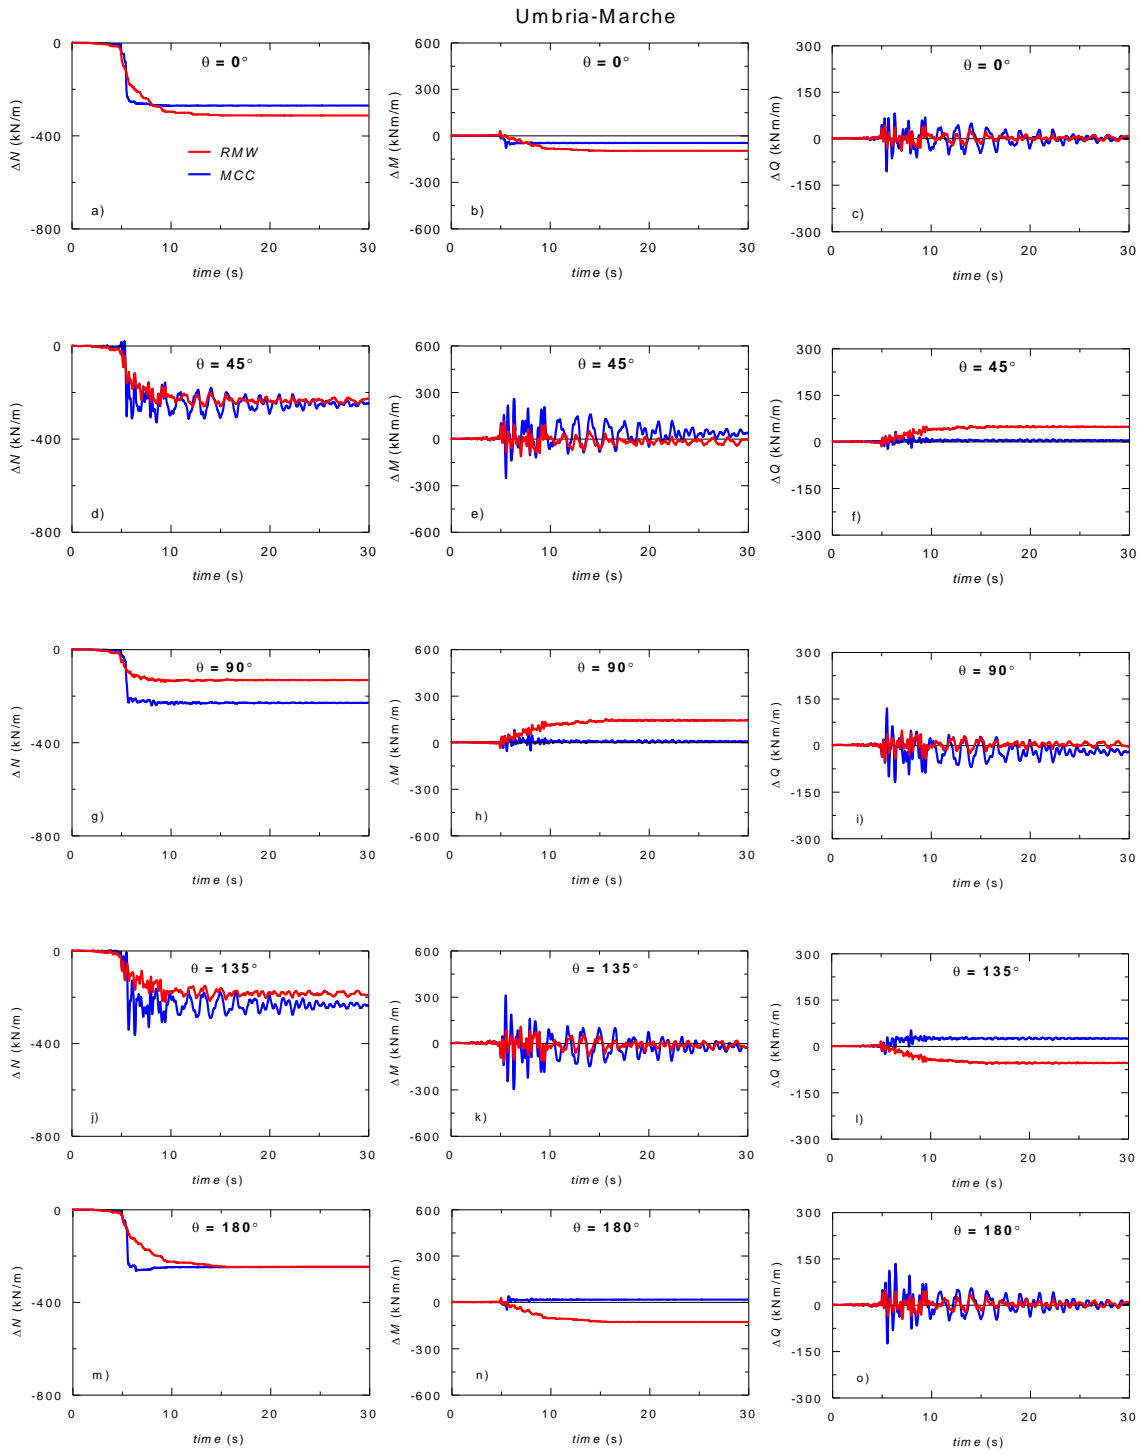 Umbria-Marche
0
-400
-800
ΔN (kN/m)
θ = 0°
RMW
MCC
a)
0 10 20 30
time (s)
600
300
0
-300
-600
ΔM (kNm/m)
θ = 0°
b)
0 10 20 30
time (s)
300
150
0
-150
-300
ΔQ (kNm/m)
θ = 0°
c)
0 10 20 30
time (s)
0
-400
-800
ΔN (kN/m)
θ = 45°
d)
0 10 20 30
time (s)
600
300
0
-300
-600
ΔM (kNm/m)
θ = 45°
e)
0 10 20 30
time (s)
300
150
0
-150
-300
ΔQ (kNm/m)
θ = 45°
f)
0 10 20 30
time (s)
0
-400
-800
ΔN (kN/m)
θ = 90°
g)
0 10 20 30
time (s)
600
300
0
-300
-600
ΔM (kNm/m)
θ = 90°
h)
0 10 20 30
time (s)
300
150
0
-150
-300
ΔQ (kNm/m)
θ = 90°
i)
0 10 20 30
time (s)
0
-400
-800
ΔN (kN/m)
θ = 135°
j)
0 10 20 30
time (s)
600
300
0
-300
-600
ΔM (kNm/m)
θ = 135°
k)
0 10 20 30
time (s)
300
150
0
-150
-300
ΔQ (kNm/m)
θ = 135°
l)
0 10 20 30
time (s)
0
-400
-800
ΔN (kN/m)
θ = 180°
m)
0 10 20 30
time (s)
600
300
0
-300
-600
ΔM (kNm/m)
θ = 180°
n)
0 10 20 30
time (s)
300
150
0
-150
-300
ΔQ (kNm/m)
θ = 180°
o)
0 10 20 30
time (s)